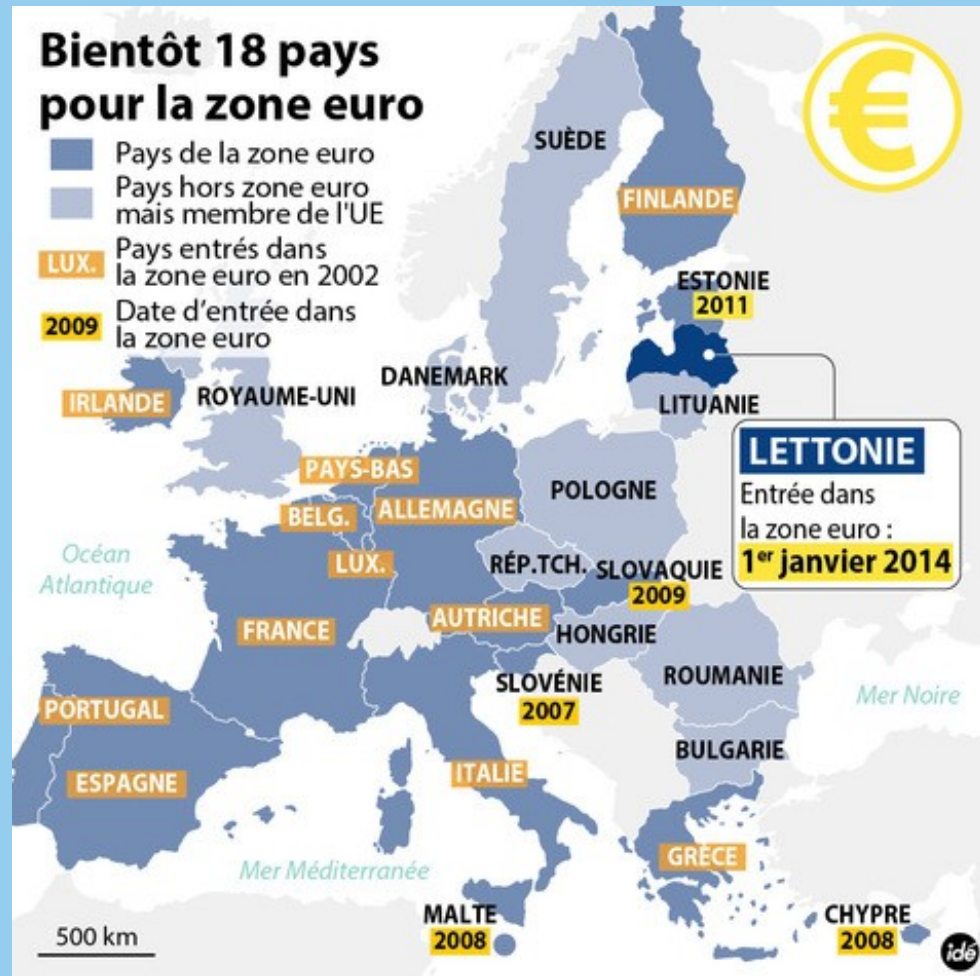 Bientôt 18 pays
pour la zone euro
€
Pays de la zone euro
Pays hors zone euro
mais membre de l'UE
LUX. Pays entrés dans
la zone euro en 2002
2009 Date d'entrée dans
la zone euro
SUÈDE
FINLANDE
ESTONIE
2011
IRLANDE
ROYAUME-UNI
DANEMARK
LITUANIE
LETTONIE
Entrée dans
la zone euro :
1er janvier 2014
PAYS-BAS
BELG.
ALLEMAGNE
POLOGNE
Océan
Atlantique
LUX.
RÉP.TCH.
SLOVAQUIE
2009
FRANCE
AUTRICHE
HONGRIE
SLOVÉNIE
2007
ROUMANIE
Mer Noire
PORTUGAL
ESPAGNE
ITALIE
BULGARIE
Mer Méditerranée
GRÈCE
MALTE
2008
CHYPRE
2008
500 km
idé